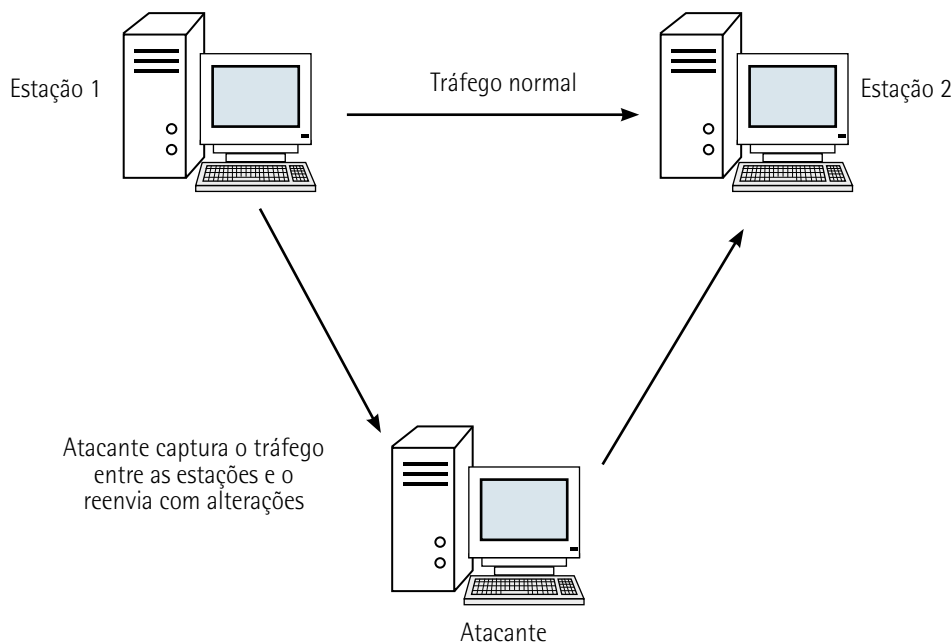 Estação 1
Tráfego normal
Estação 2
Atacante captura o tráfego
entre as estações e o
reenvia com alterações
Atacante